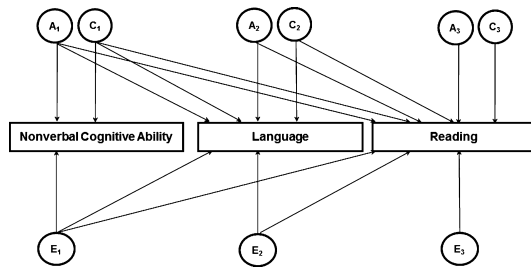 A₁ C₁ A₂ C₂ A₃ C₃
Nonverbal Cognitive Ability Language Reading
E₁ E₂ E₃